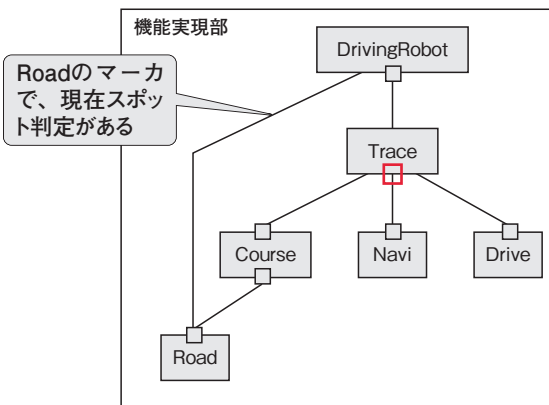 機能実現部
DrivingRobot
Roadのマーカ
で、現在スポッ
ト判定がある
Trace
Course
Navi
Drive
Road